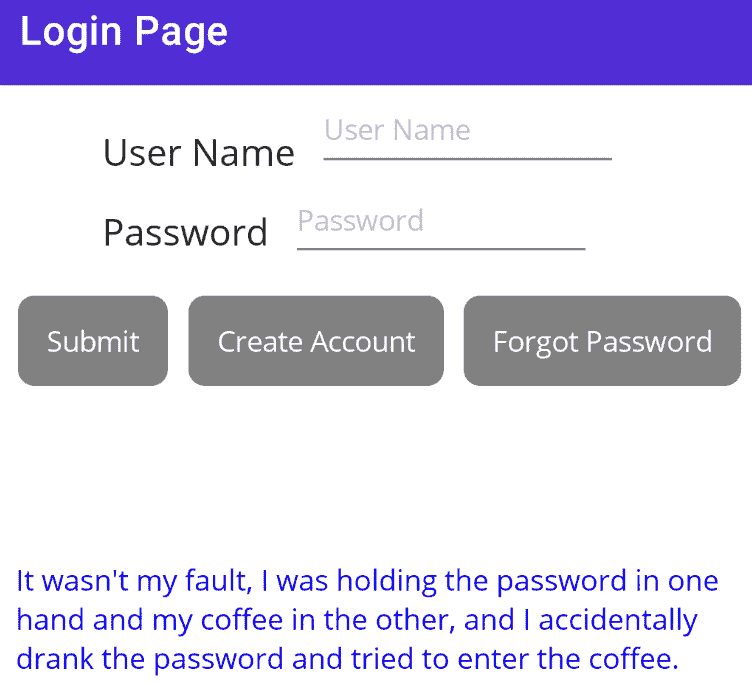 Login Page
User Name User Name
Password Password
Submit Create Account Forgot Password
It wasn't my fault, I was holding the password in one
hand and my coffee in the other, and I accidentally
drank the password and tried to enter the coffee.